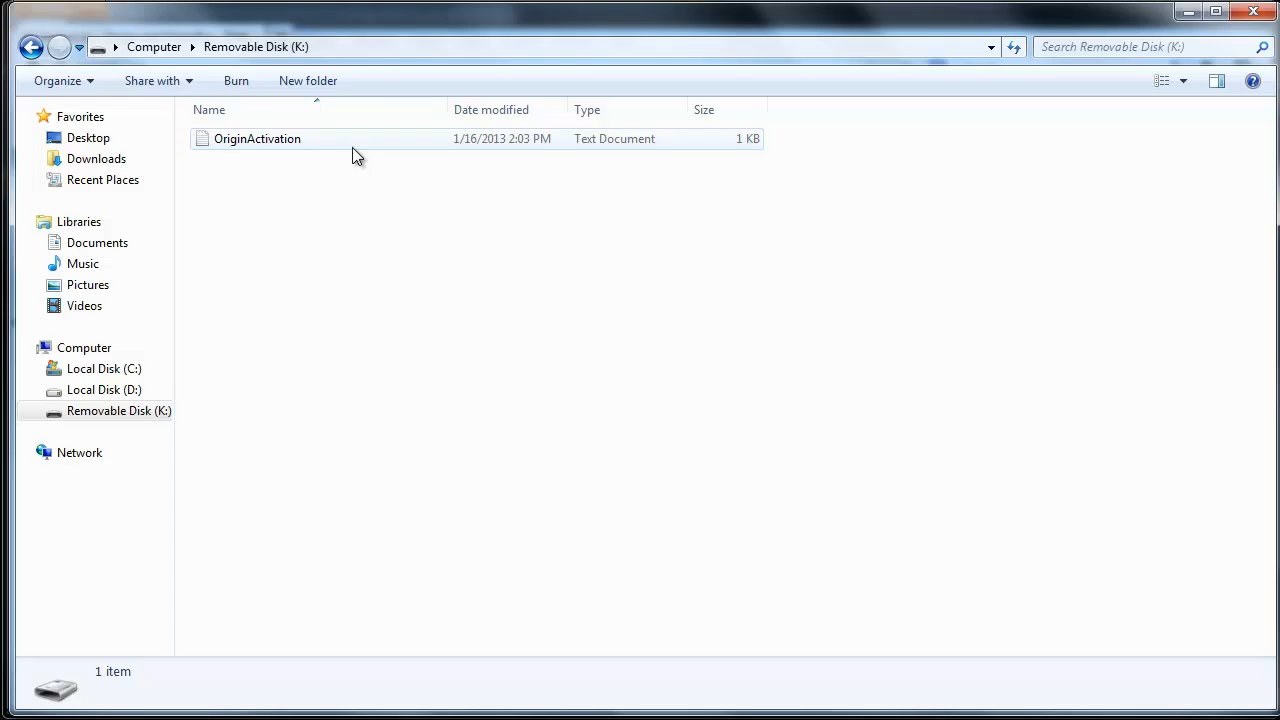 Computer Removable Disk (K:) Search Removable Disk (K:)
Organize Share with Burn New folder
Name Date modified Type Size
OriginActivation 1/16/2013 2:03 PM Text Document 1 KB
Favorites
Desktop
Downloads
Recent Places
Libraries
Documents
Music
Pictures
Videos
Computer
Local Disk (C:)
Local Disk (D:)
Removable Disk (K:)
Network
1 item